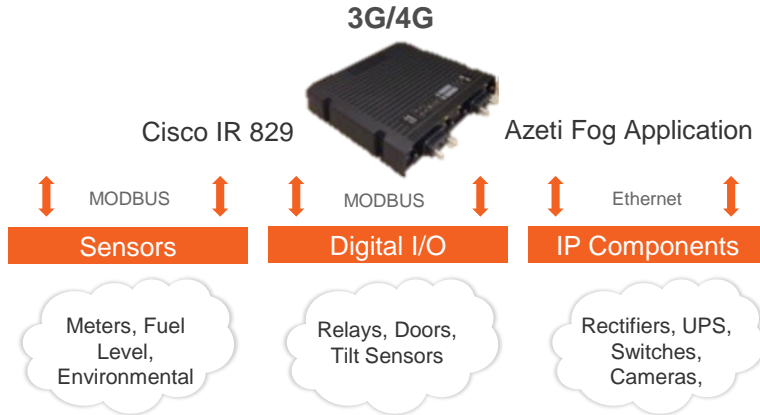 3G/4G
Cisco IR 829
Azeti Fog Application
MODBUS
MODBUS
Ethernet
Sensors
Digital I/O
IP Components
Meters, Fuel
Level,
Environmental
Relays, Doors,
Tilt Sensors
Rectifiers, UPS,
Switches,
Cameras,